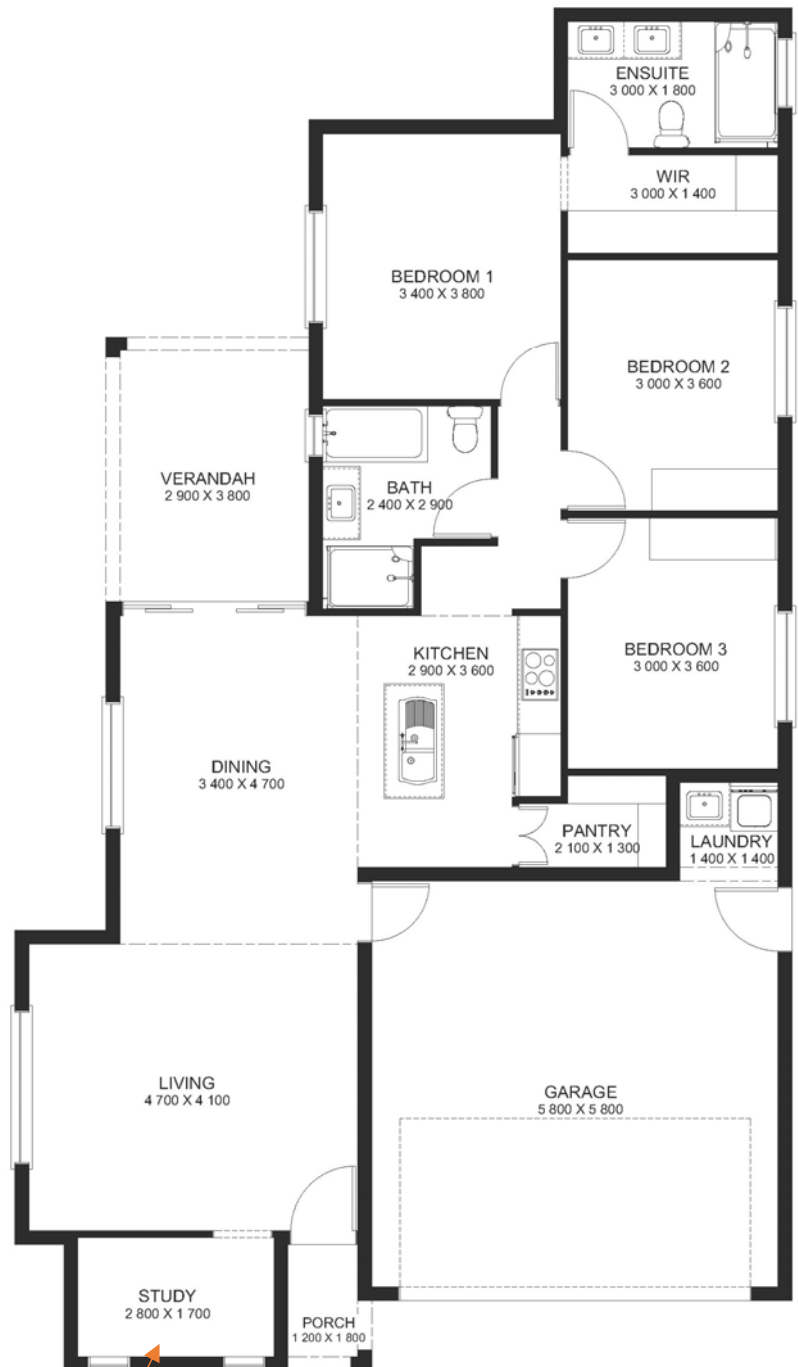 ENSUITE
3 000 X 1 800
WIR
3 000 X 1 400
BEDROOM 1
3 400 X 3 800
BEDROOM 2
3 000 X 3 600
VERANDAH
2 900 X 3 800
BATH
2 400 X 2 900
KITCHEN
2 900 X 3 600
BEDROOM 3
3 000 X 3 600
DINING
3 400 X 4 700
PANTRY
2 100 X 1 300
LAUNDRY
1 400 X 1 400
LIVING
4 700 X 4 100
GARAGE
5 800 X 5 800
STUDY
2 800 X 1 700
PORCH
1 200 X 1 800